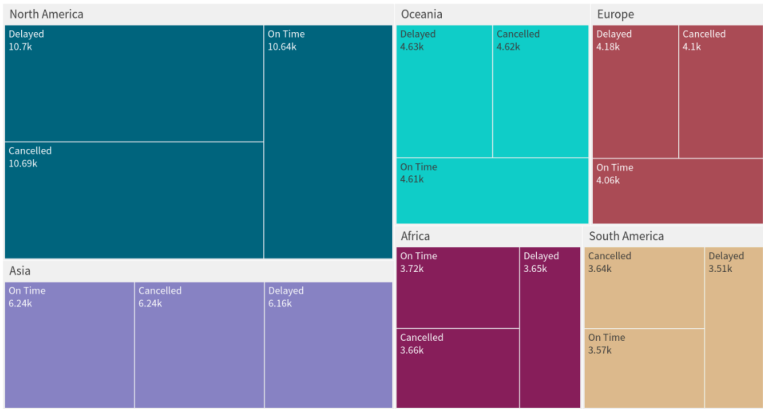 North America
Delayed
10.7k
On Time
10.64k
Cancelled
10.69k
Asia
On Time
6.24k
Cancelled
6.24k
Delayed
6.16k
Oceania
Delayed
4.63k
Cancelled
4.62k
On Time
4.61k
Europe
Delayed
4.18k
Cancelled
4.1k
On Time
4.06k
Africa
On Time
3.72k
Delayed
3.65k
Cancelled
3.66k
South America
Cancelled
3.64k
Delayed
3.51k
On Time
3.57k